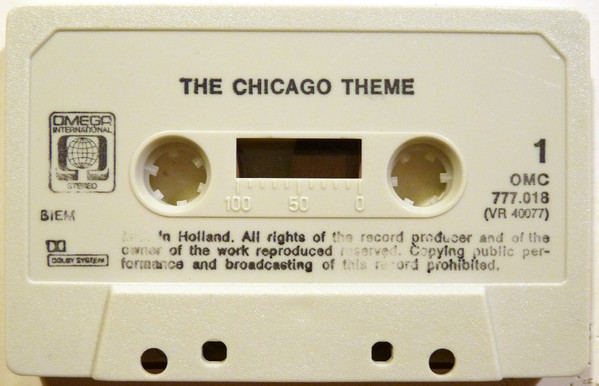 THE CHICAGO THEME
OMEGA
INTERNATIONAL
STEREO
1
OMC
777.018
(VR 40077)
100 50 0
BIEM
in Holland. All rights of the record producer and of the
owner of the work reproduced reserved. Copying public per-
formance and broadcasting of this record prohibited.
DOLBY SYSTEM